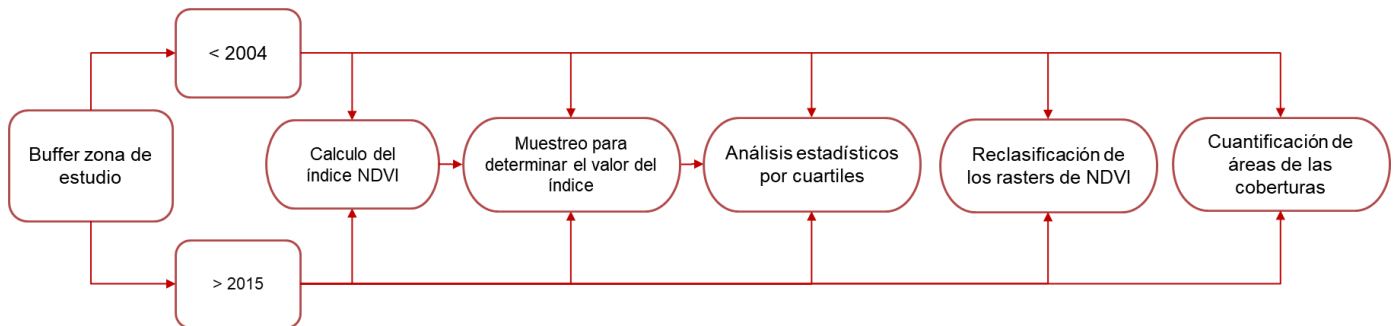 < 2004
Buffer zona de
estudio
Calculo del
índice NDVI
Muestreo para
determinar el valor del
índice
Análisis estadísticos
por cuartiles
Reclasificación de
los rasters de NDVI
Cuantificación de
áreas de las
coberturas
> 2015